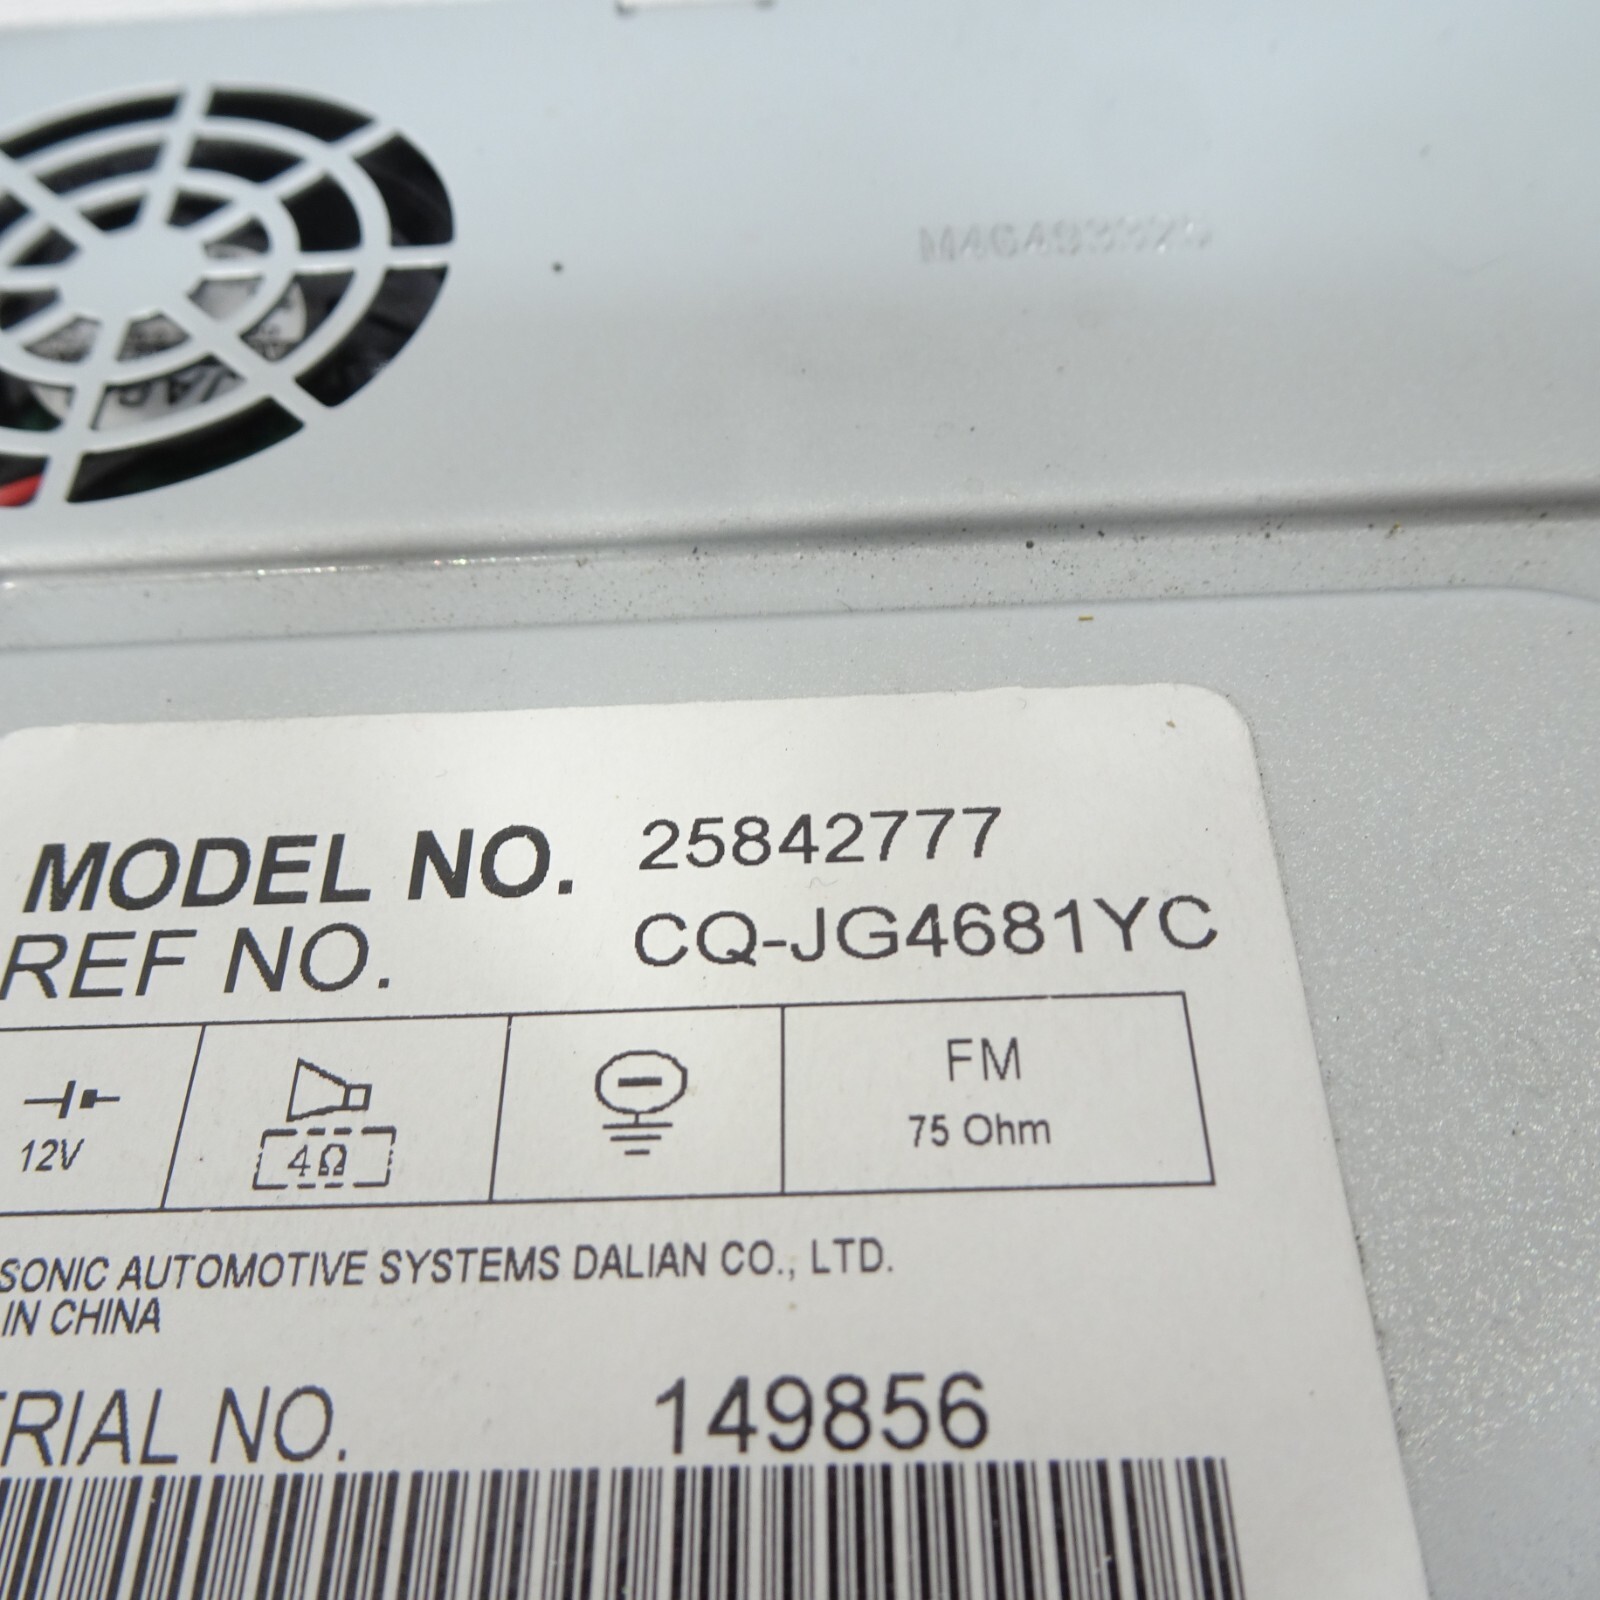 MODEL NO. 25842777
REF NO. CQ-JG4681YC
12V
4Ω
FM
75 Ohm
SONIC AUTOMOTIVE SYSTEMS DALIAN CO., LTD.
IN CHINA
ERIAL NO. 149856